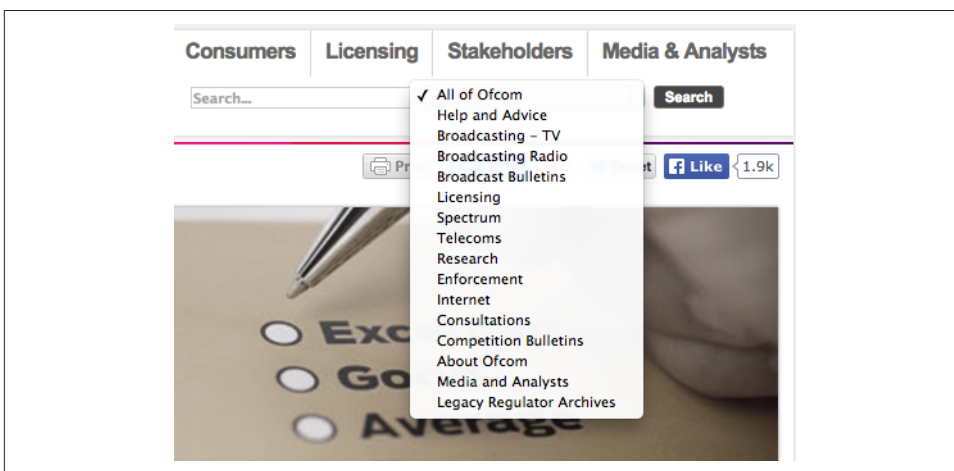 Consumers Licensing Stakeholders Media & Analysts
Search... ✓ All of Ofcom Search
Help and Advice
Broadcasting – TV
Broadcasting Radio
Broadcast Bulletins
Licensing
Spectrum
Telecoms
Research
Enforcement
Internet
Consultations
Competition Bulletins
About Ofcom
Media and Analysts
Legacy Regulator Archives
Like 1.9k
Average